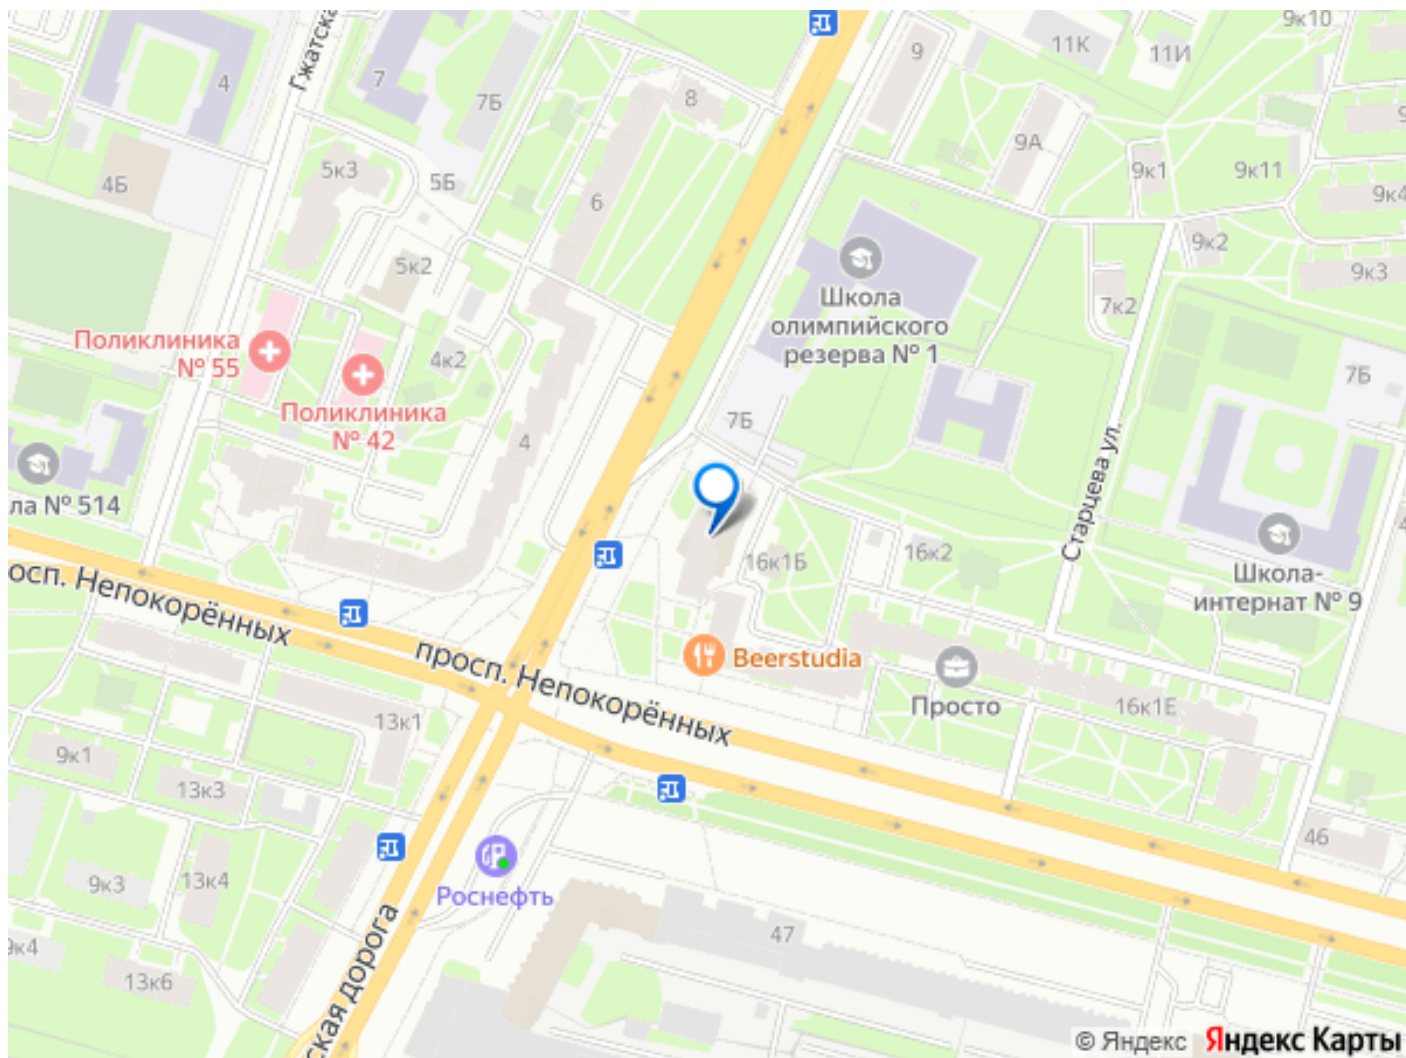 Гжатска
4
7
7Б
8
9
11К
11И
9к10
9А
9к1
9к11
9к4
5к3
5Б
4Б
6
5к2
9к2
9к3
7к2
Школа
олимпийского
резерва № 1
Поликлиника
№ 55
Поликлиника
№ 42
4к2
4
7Б
7Б
ла № 514
Старцева ул.
16к1Б
16к2
Школа-
интернат № 9
осп. Непокорённых
просп. Непокорённых
Beerstudia
Просто
16к1Е
13к1
9к1
13к3
46
9к3
13к4
Роснефть
47
13к6
ская дорога
© Яндекс Яндекс Карты